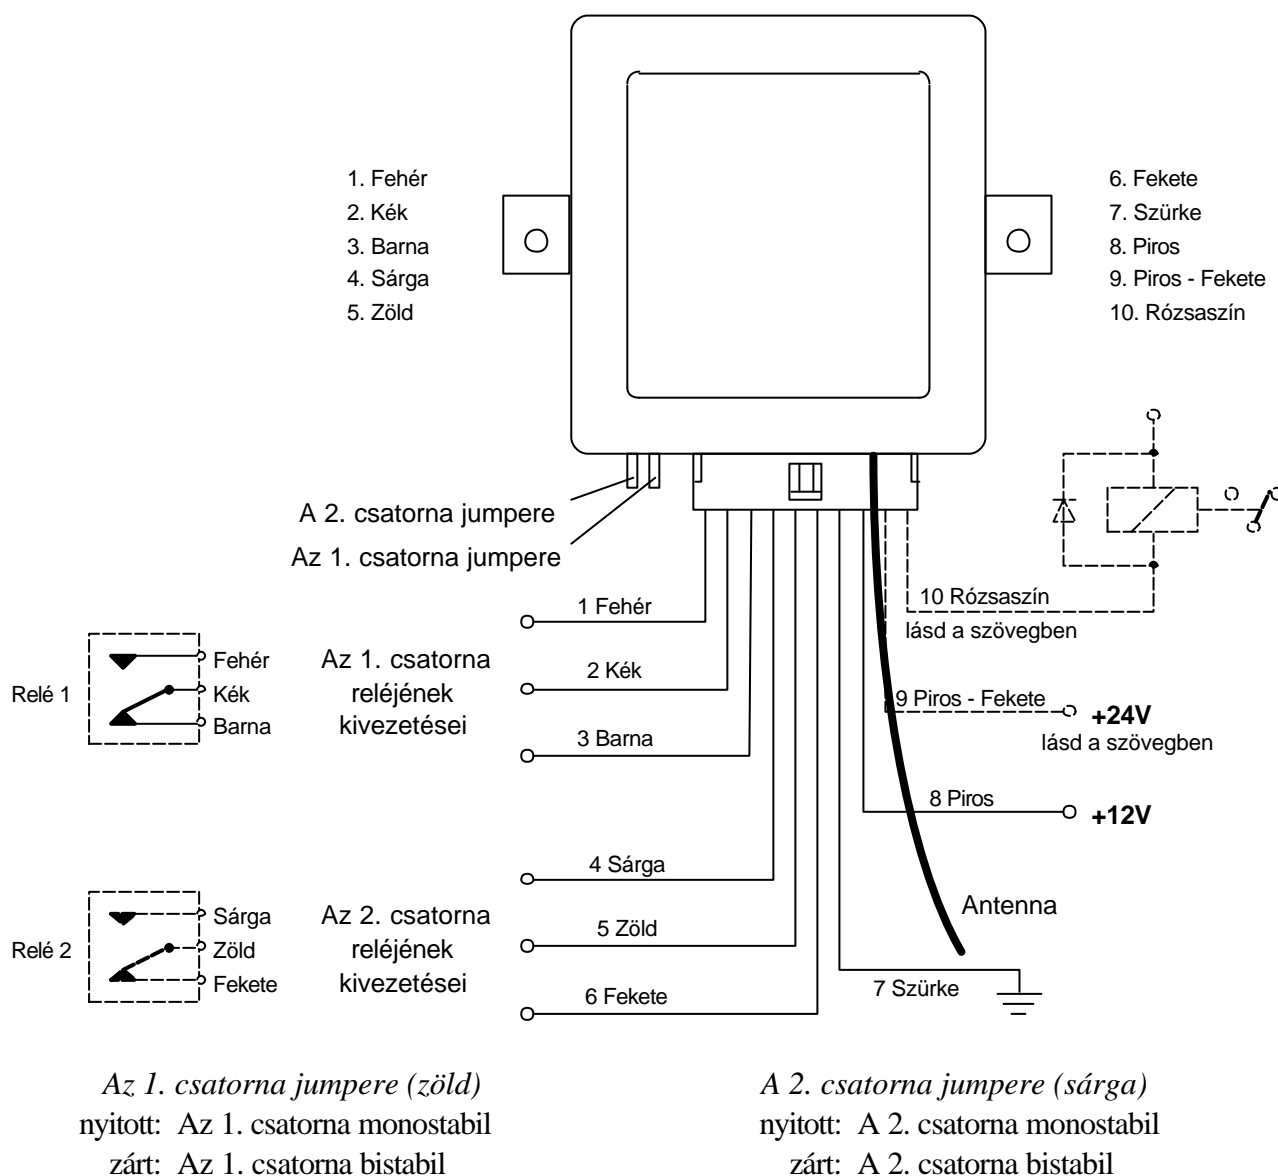 1. Fehér
2. Kék
3. Barna
4. Sárga
5. Zöld
6. Fekete
7. Szürke
8. Piros
9. Piros - Fekete
10. Rózsaszín
A 2. csatorna jumpere
Az 1. csatorna jumpere
1 Fehér
10 Rózsaszín
lásd a szövegben
Relé 1
Fehér
Kék
Barna
Az 1. csatorna
reléjének
kivezetései
2 Kék
3 Barna
9 Piros - Fekete
+24V
lásd a szövegben
8 Piros
+12V
4 Sárga
Antenna
Relé 2
Sárga
Zöld
Fekete
Az 2. csatorna
reléjének
kivezetései
5 Zöld
6 Fekete
7 Szürke
Az 1. csatorna jumpere (zöld)
nyitott: Az 1. csatorna monostabil
zárt: Az 1. csatorna bistabil
A 2. csatorna jumpere (sárga)
nyitott: A 2. csatorna monostabil
zárt: A 2. csatorna bistabil